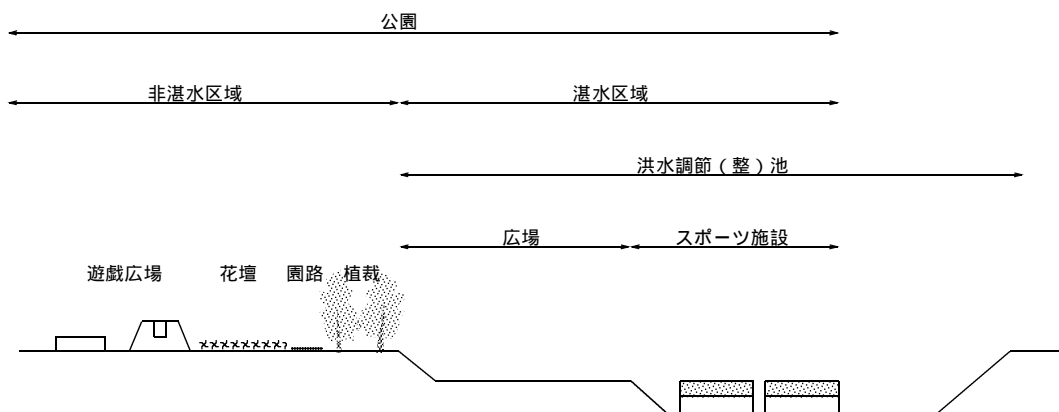 公園
非湛水区域
湛水区域
洪水調節（整）池
広場
スポーツ施設
遊戯広場
花壇
園路
植裁